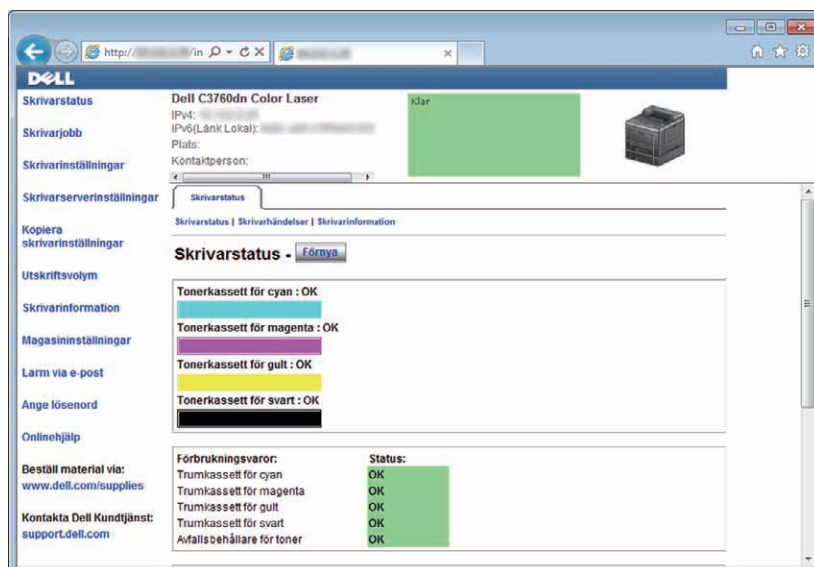 http:// /in
DELL
Skrivarstatus
Skrivarjobb
Skrivarinställningar
Skrivarserverinställningar
Kopiera
skrivarinställningar
Utskriftsvolym
Skrivarinformation
Magasininställningar
Larm via e-post
Ange lösenord
Onlinehjälp
Beställ material via:
www.dell.com/supplies
Kontakta Dell Kundtjänst:
support.dell.com
Dell C3760dn Color Laser
IPv4:
IPv6(Länk Lokal):
Plats:
Kontaktperson:
Klar
Skrivarstatus
Skrivarstatus | Skrivarhändelser | Skrivarinformation
Skrivarstatus - Förnya
Tonerkassett för cyan : OK
Tonerkassett för magenta : OK
Tonerkassett för gult : OK
Tonerkassett för svart : OK
Förbrukningsvaror: Status:
Trumkassett för cyan OK
Trumkassett för magenta OK
Trumkassett för gult OK
Trumkassett för svart OK
Avfallsbehållare för toner OK